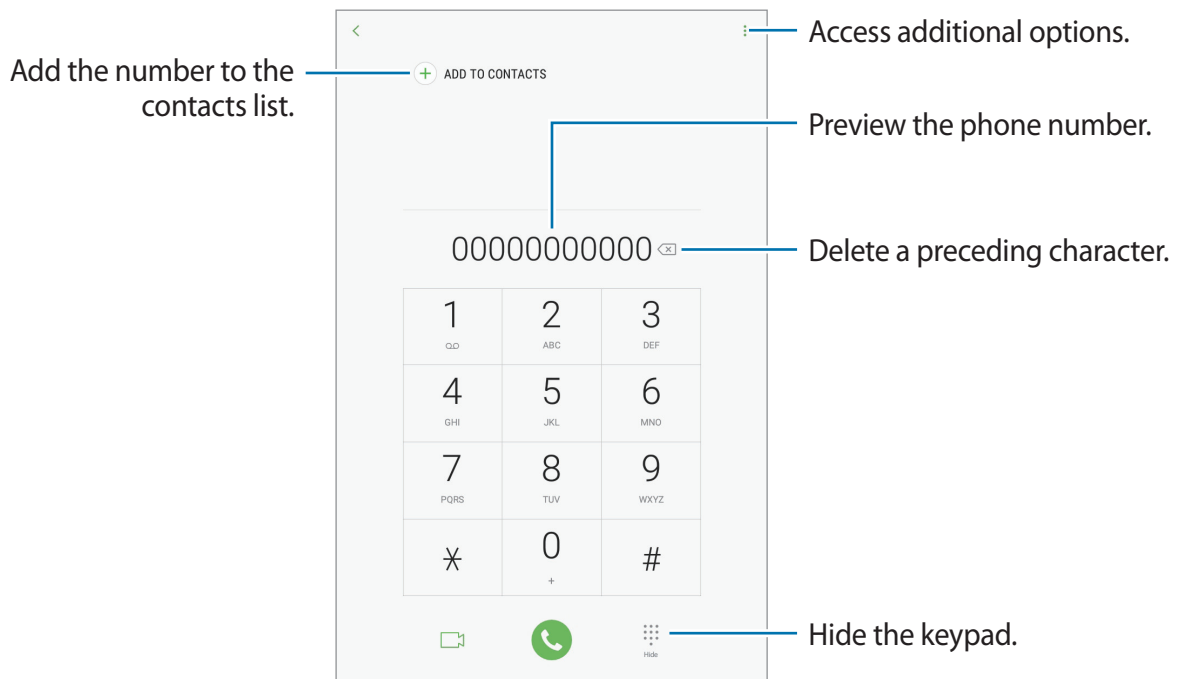 Access additional options.
Add the number to the
contacts list.
ADD TO CONTACTS
Preview the phone number.
00000000000
Delete a preceding character.
1 2 3
ABC DEF
4 5 6
GHI JKL MNO
7 8 9
PQRS TUV WXYZ
* 0 #
+
Hide
Hide the keypad.